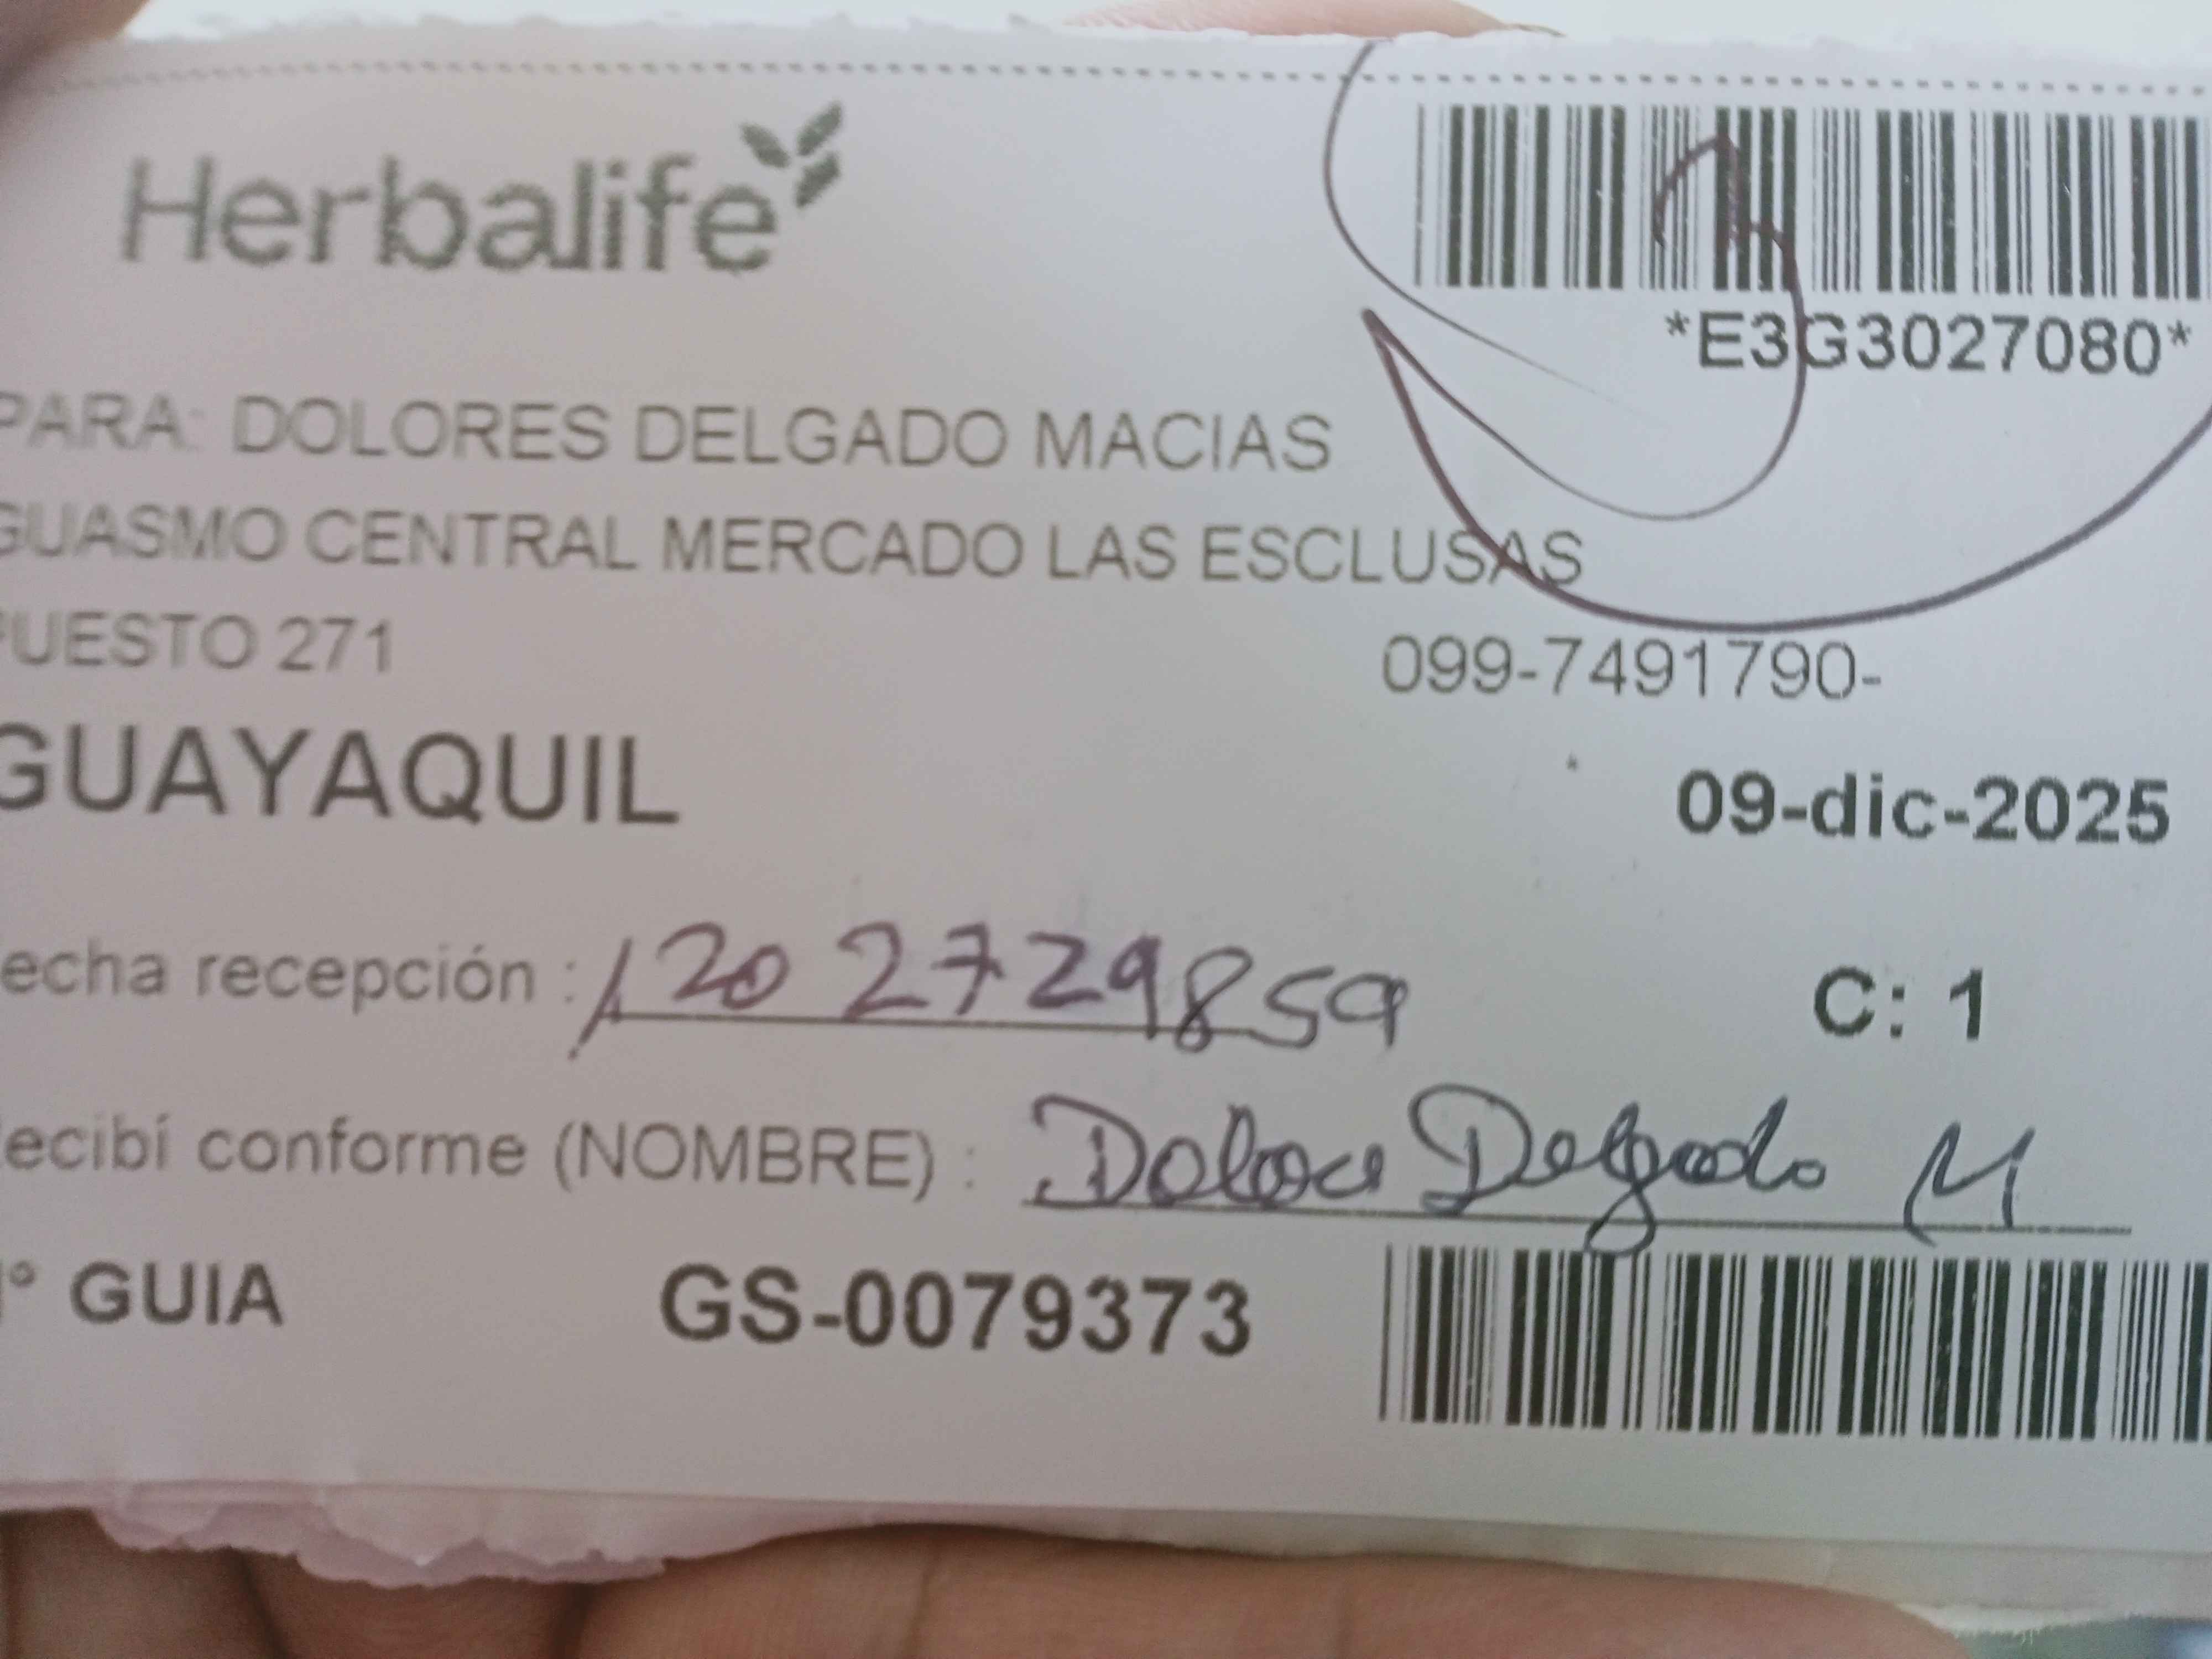 Herbalife
*E3G3027080*
PARA: DOLORES DELGADO MACIAS
GUASMO CENTRAL MERCADO LAS ESCLUSAS
PUESTO 271
099-7491790-
GUAYAQUIL
09-dic-2025
echa recepción : 1202729859
C: 1
ecibí conforme (NOMBRE) : Dolores Delgado M
° GUIA GS-0079373